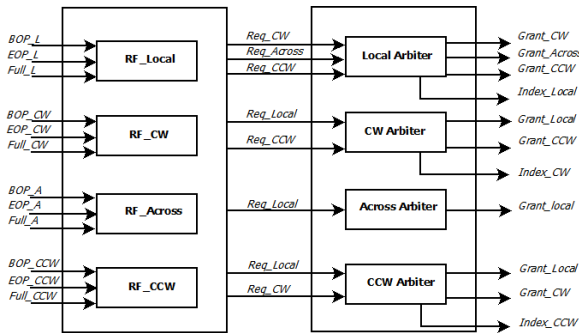 BOP_L
EOP_L
Full_L
RF_Local
Req_CW
Req_Across
Req_CCW
Local Arbiter
Grant_CW
Grant_Across
Grant_CCW
Index_Local
BOP_CW
EOP_CW
Full_CW
RF_CW
Req_Local
Req_CCW
CW Arbiter
Grant_Local
Grant_CCW
Index_CW
BOP_A
EOP_A
Full_A
RF_Across
Req_Local
Across Arbiter
Grant_local
BOP_CCW
EOP_CCW
Full_CCW
RF_CCW
Req_Local
Req_CW
CCW Arbiter
Grant_Local
Grant_CW
Index_CCW